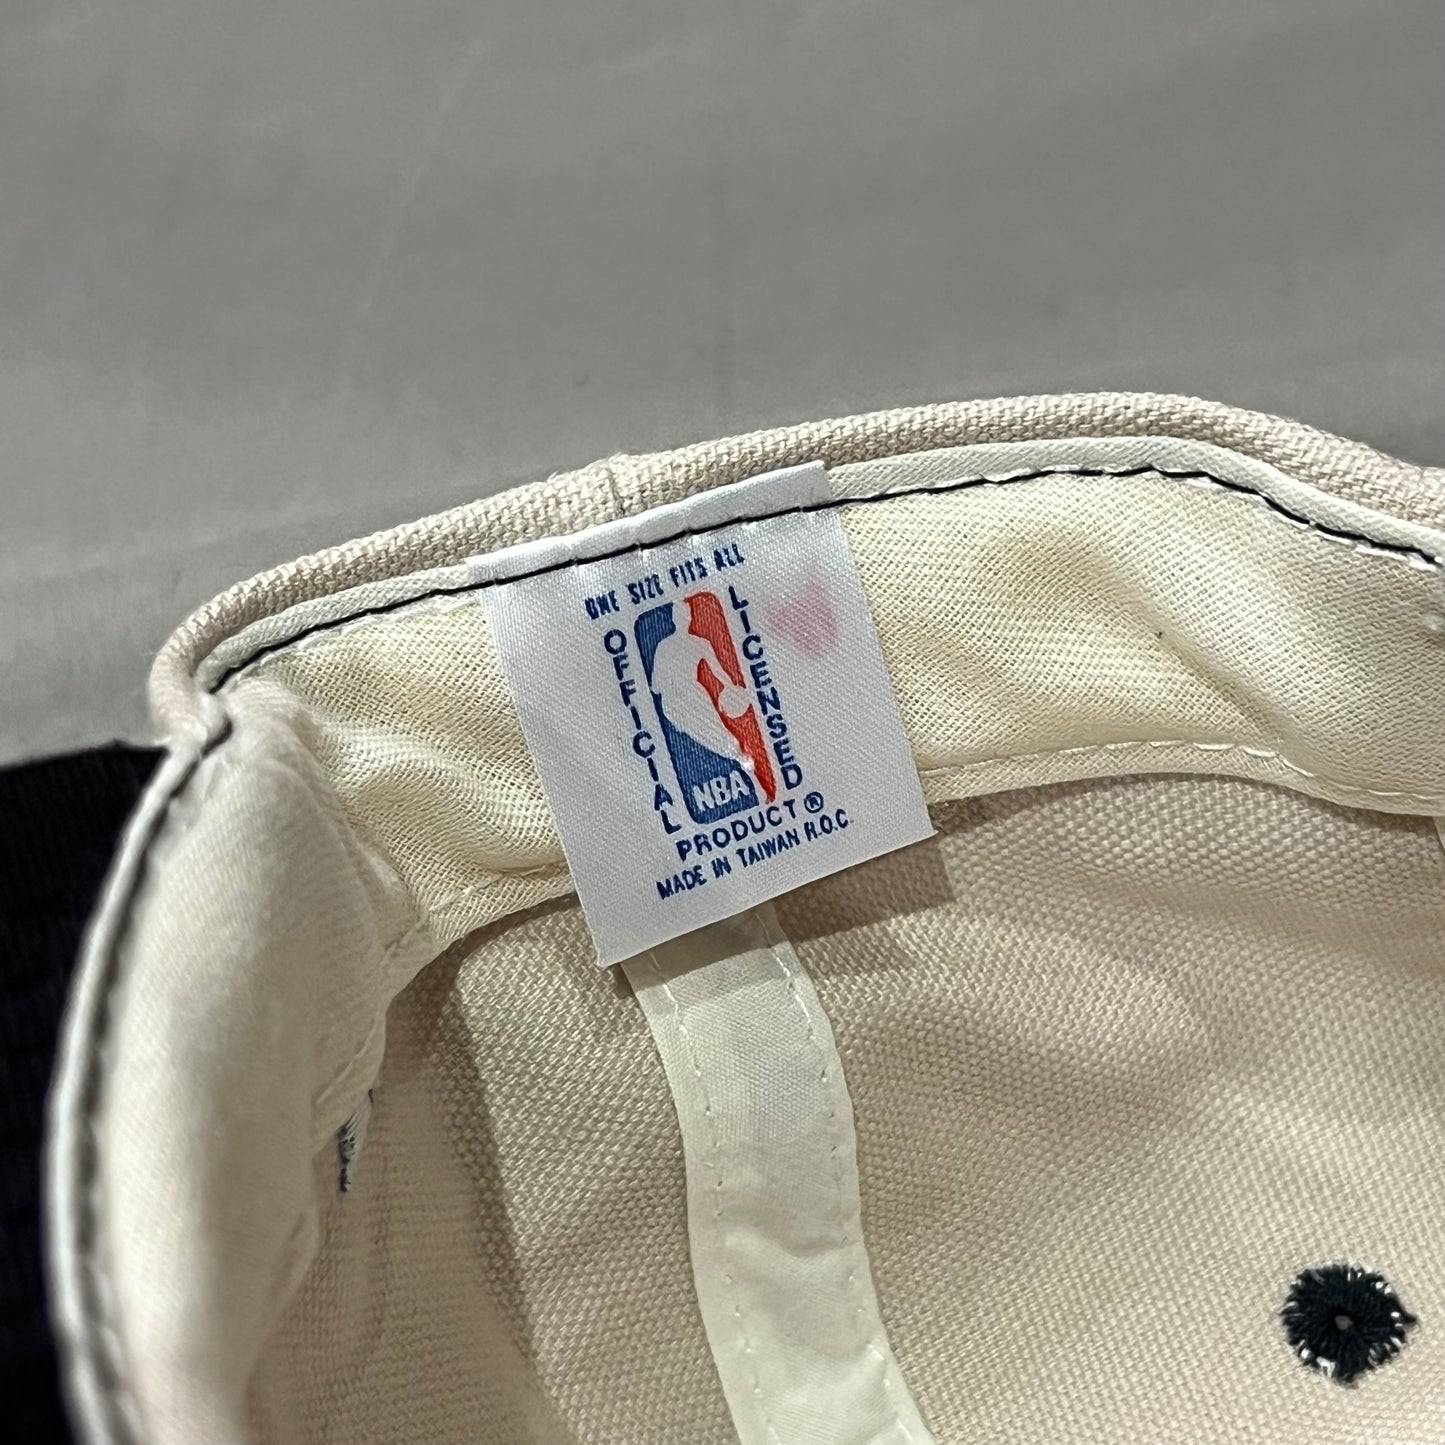 ONE SIZE FITS ALL
OFFICIAL
LICENSED
NBA
PRODUCT®
MADE IN TAIWAN R.O.C.